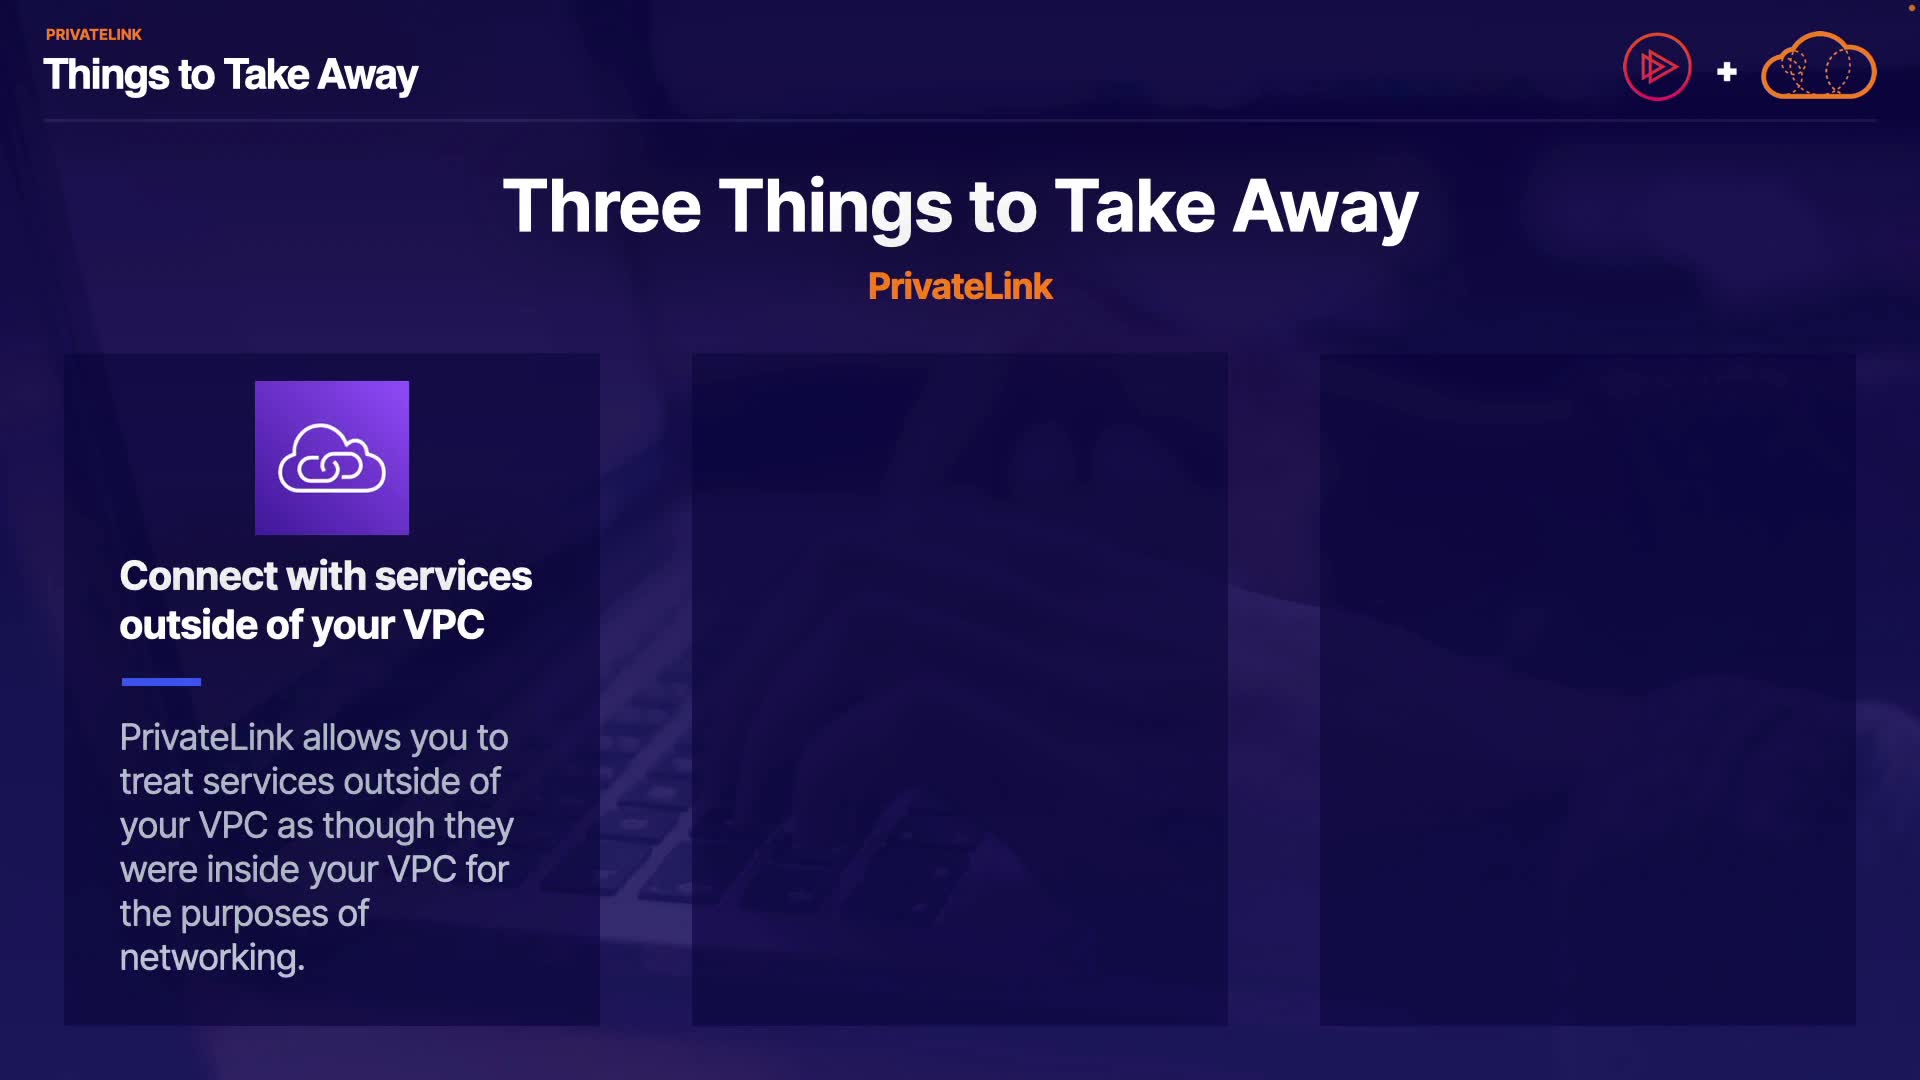 PRIVATELINK
Things to Take Away
+
Three Things to Take Away
PrivateLink
Connect with services
outside of your VPC
PrivateLink allows you to
treat services outside of
your VPC as though they
were inside your VPC for
the purposes of
networking.